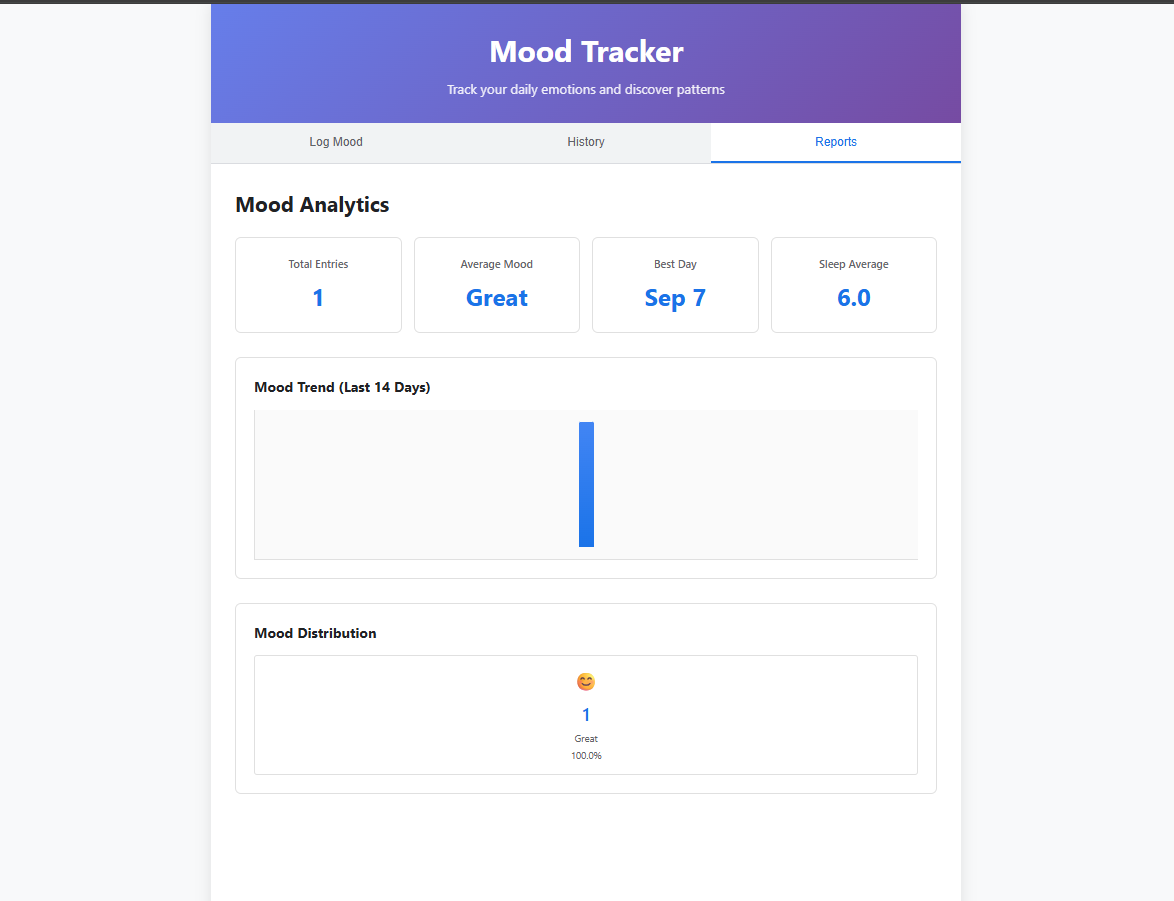 Mood Tracker
Track your daily emotions and discover patterns
Log Mood History Reports
Mood Analytics
Total Entries Average Mood Best Day Sleep Average
1 Great Sep 7 6.0
Mood Trend (Last 14 Days)
Mood Distribution
😊
1
Great
100.0%